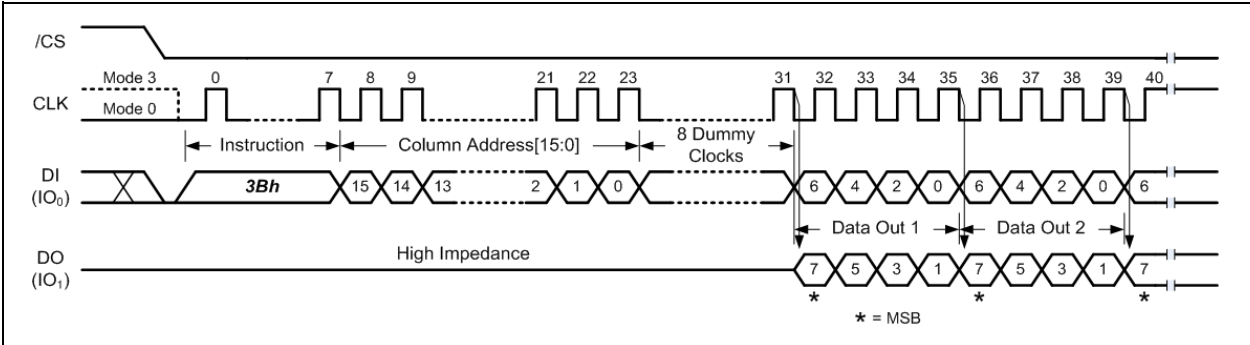 /CS
Mode 3 0 7 8 9 21 22 23 31 32 33 34 35 36 37 38 39 40
CLK
Mode 0
Instruction Column Address[15:0] 8 Dummy
Clocks
DI
(IO0) 3Bh 15 14 13 2 1 0 6 4 2 0 6 4 2 0 6
Data Out 1 Data Out 2
High Impedance
DO
(IO1) 7 5 3 1 7 5 3 1 7
* * *
* = MSB